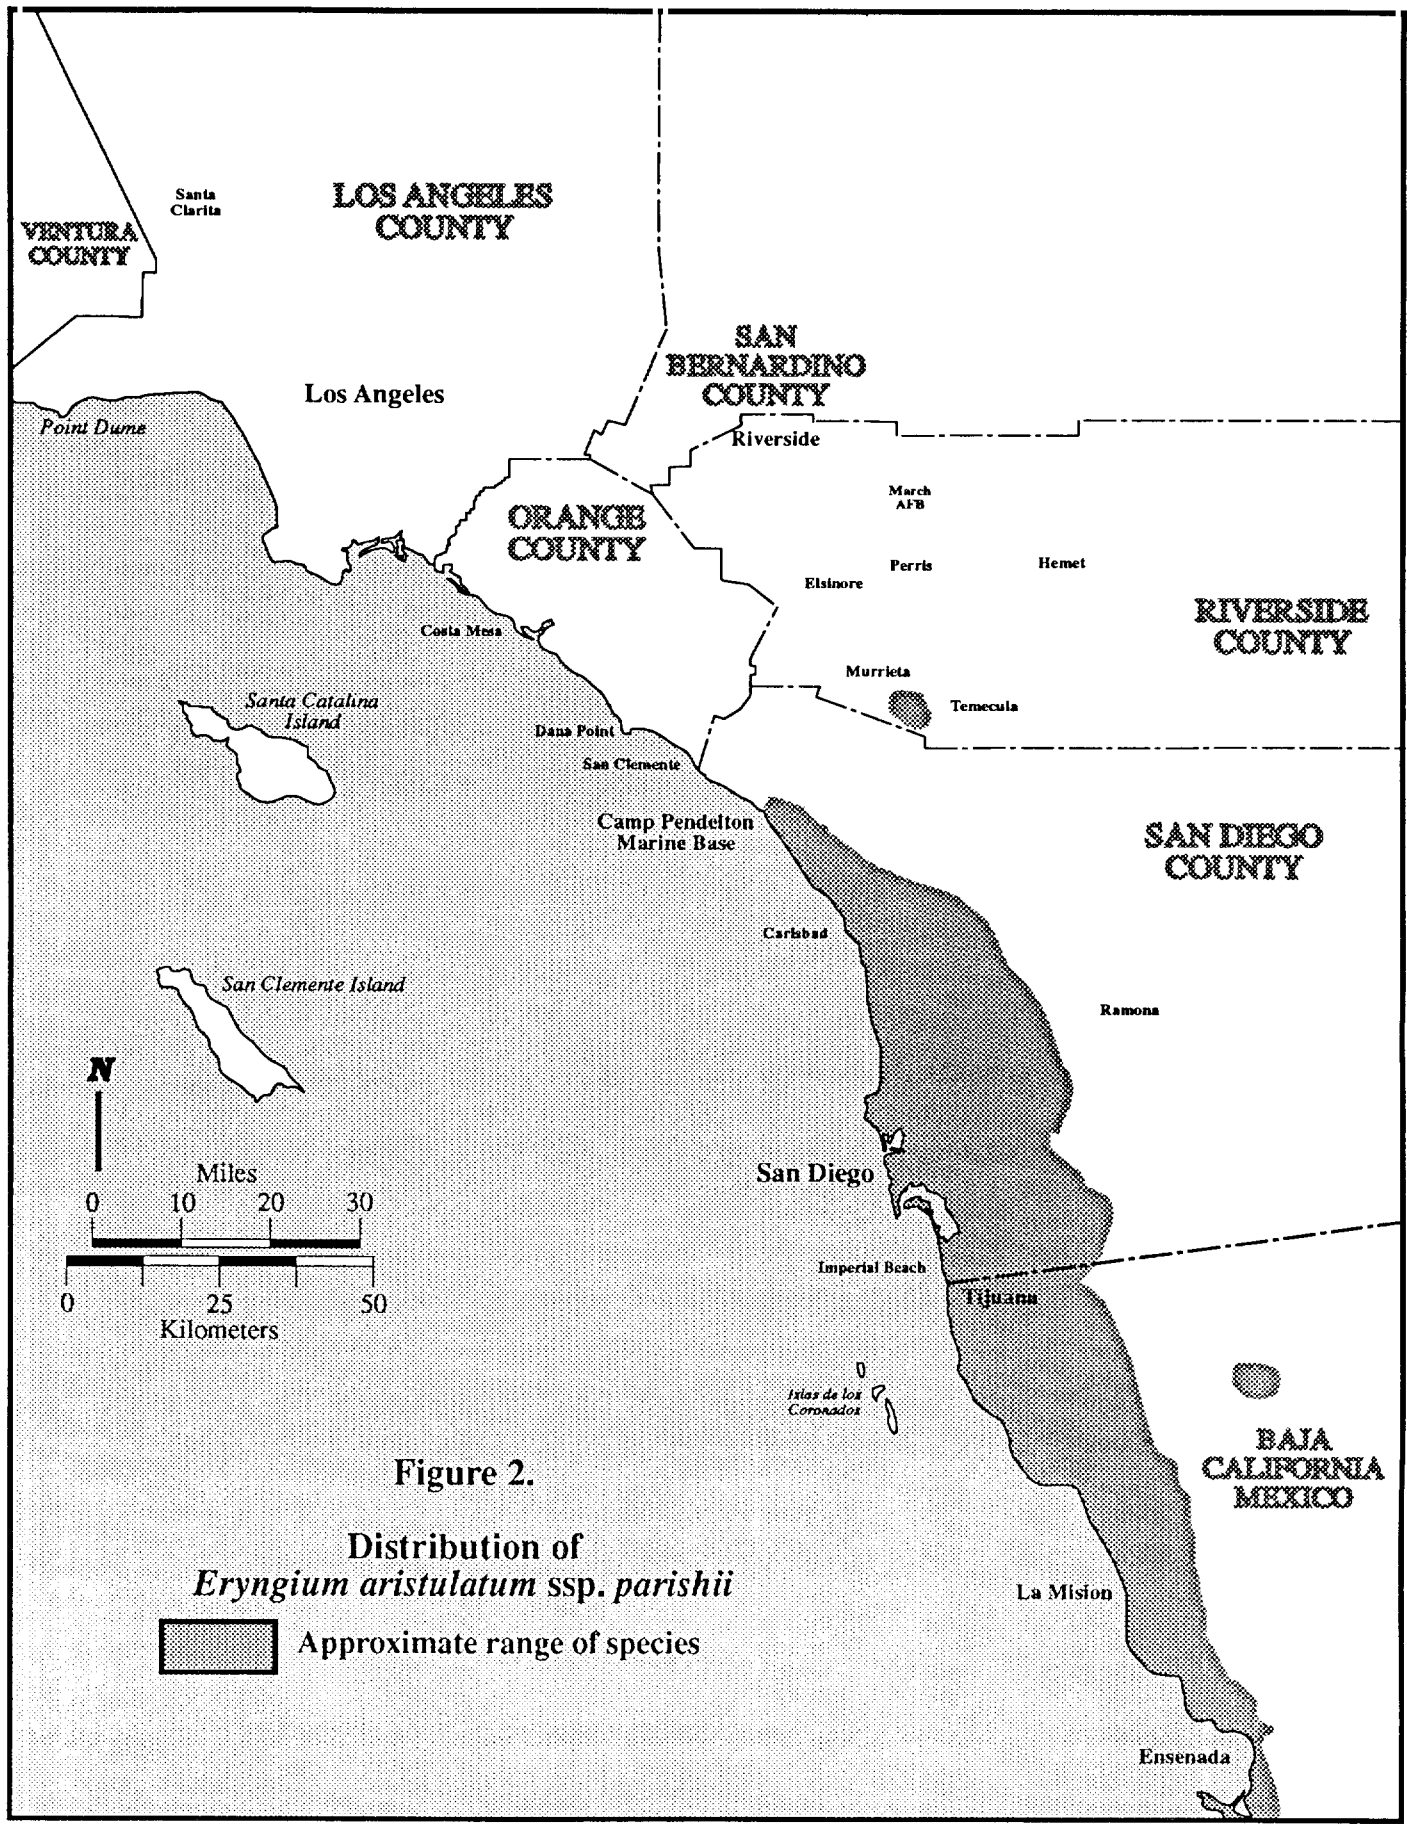 Santa
Clarita
LOS ANGELES
COUNTY
VENTURA
COUNTY
SAN
BERNARDINO
COUNTY
Los Angeles
Point Dume
Riverside
March
AFB
ORANGE
COUNTY
Perris
Hemet
Elsinore
RIVERSIDE
COUNTY
Costa Mesa
Murrieta
Temecula
Santa Catalina
Island
Dana Point
San Clemente
Camp Pendelton
Marine Base
SAN DIEGO
COUNTY
Carlsbad
San Clemente Island
Ramona
N
Miles
0 10 20 30
0 25 50
Kilometers
San Diego
Imperial Beach
Tijuana
Islas de los
Coronados
BAJA
CALIFORNIA
MEXICO
Figure 2.
Distribution of
Eryngium aristulatum ssp. parishii
Approximate range of species
La Mision
Ensenada